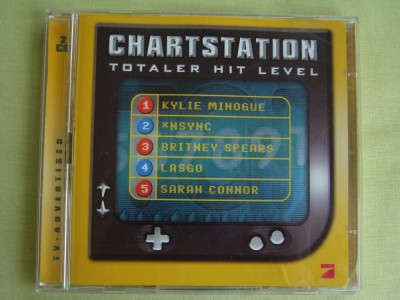 CHARTSTATION
TOTALER HIT LEVEL
1 KYLIE MINOGUE
2 *NSYNC
3 BRITNEY SPEARS
4 LASGO
5 SARAH CONNOR
2 CD
TV-ADVERTISED